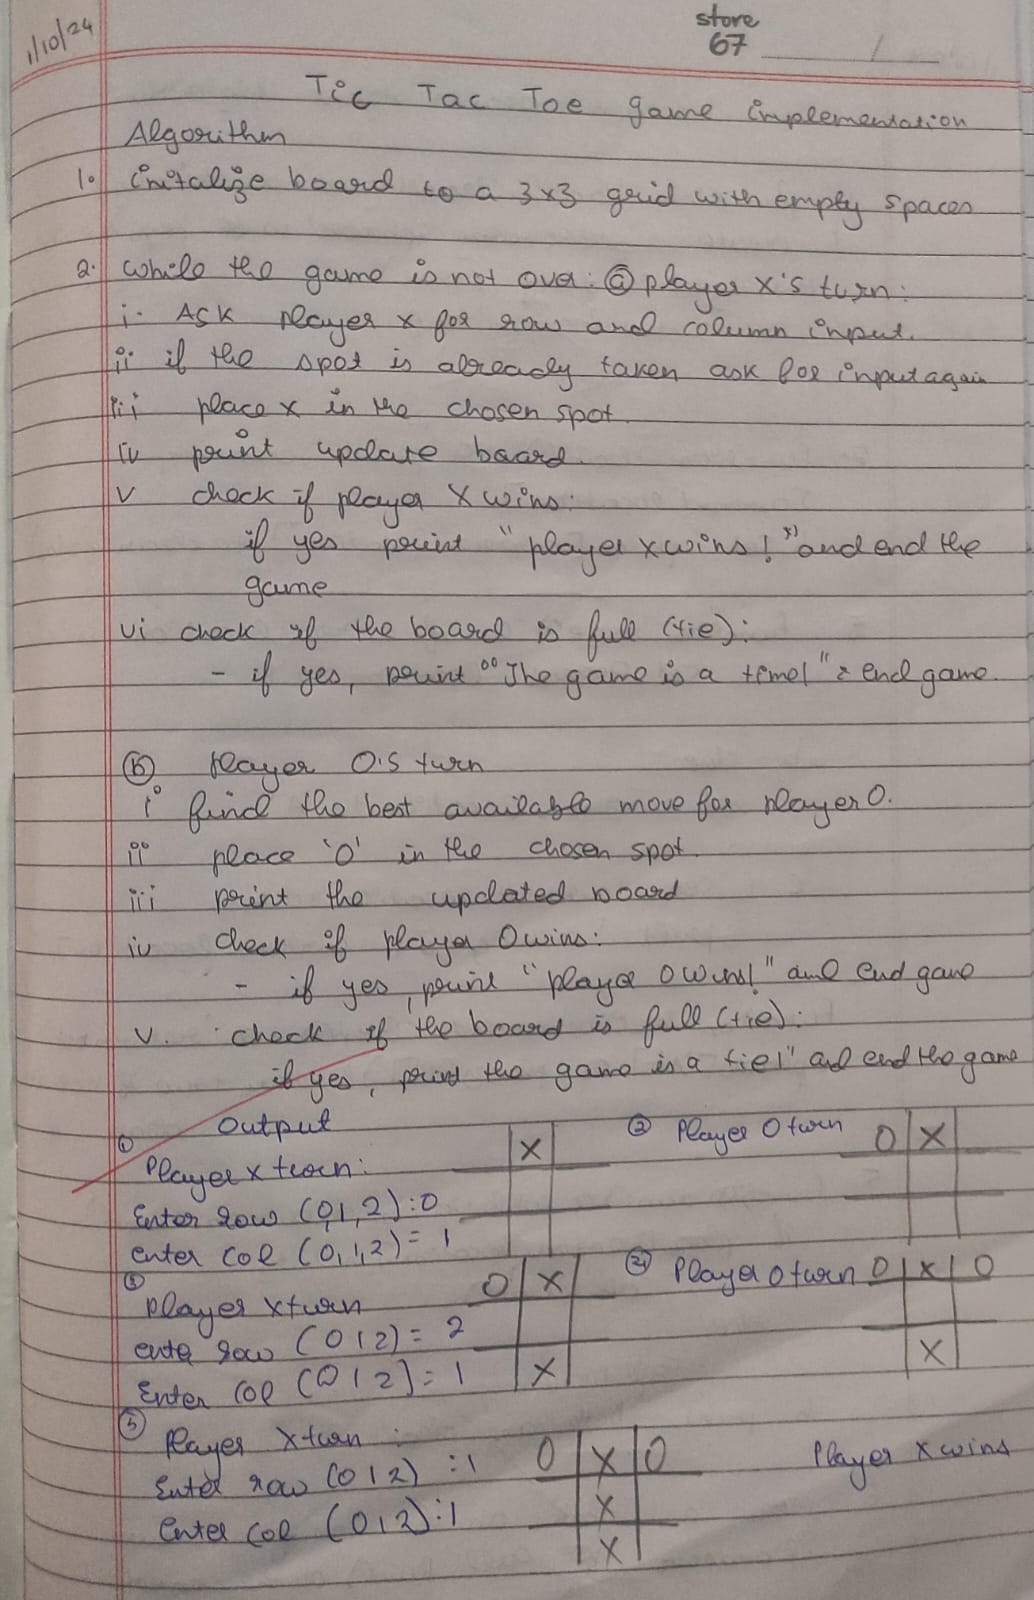 1/10/24
store
67
Tic Tac Toe game implementation
Algorithm
1. initalize board to a 3x3 grid with empty spaces
2. while the game is not over: ⓐ player X's turn:
i. Ask player x for row and column input.
ii if the spot is already taken ask for input again
iii place x in the chosen spot.
iv print update board.
v check if player X wins:
if yes print "player x wins!" and end the
game
vi check if the board is full (tie):
- if yes, print "The game is a time!" & end game.
ⓑ player O's turn
i find the best available move for player O.
ii place 'O' in the chosen spot.
iii print the updated board
iv check if player O wins:
- if yes, print "player O wins!" and end game
v. check if the board is full (tie):
if yes, print the game is a tie!" and end the game
Output
① Player x turn:
X
Enter row (0,1,2):0
enter col (0,1,2)= 1
② Player O turn
O X
③ player x turn
O X
enter row (0 1 2) = 2
Enter col (0 1 2) = 1
X
④ Player O turn O X O
X
⑤ Player X turn:
Enter row (0 1 2) :1
Enter col (0 1 2):1
O X O
X
X
Player X wins